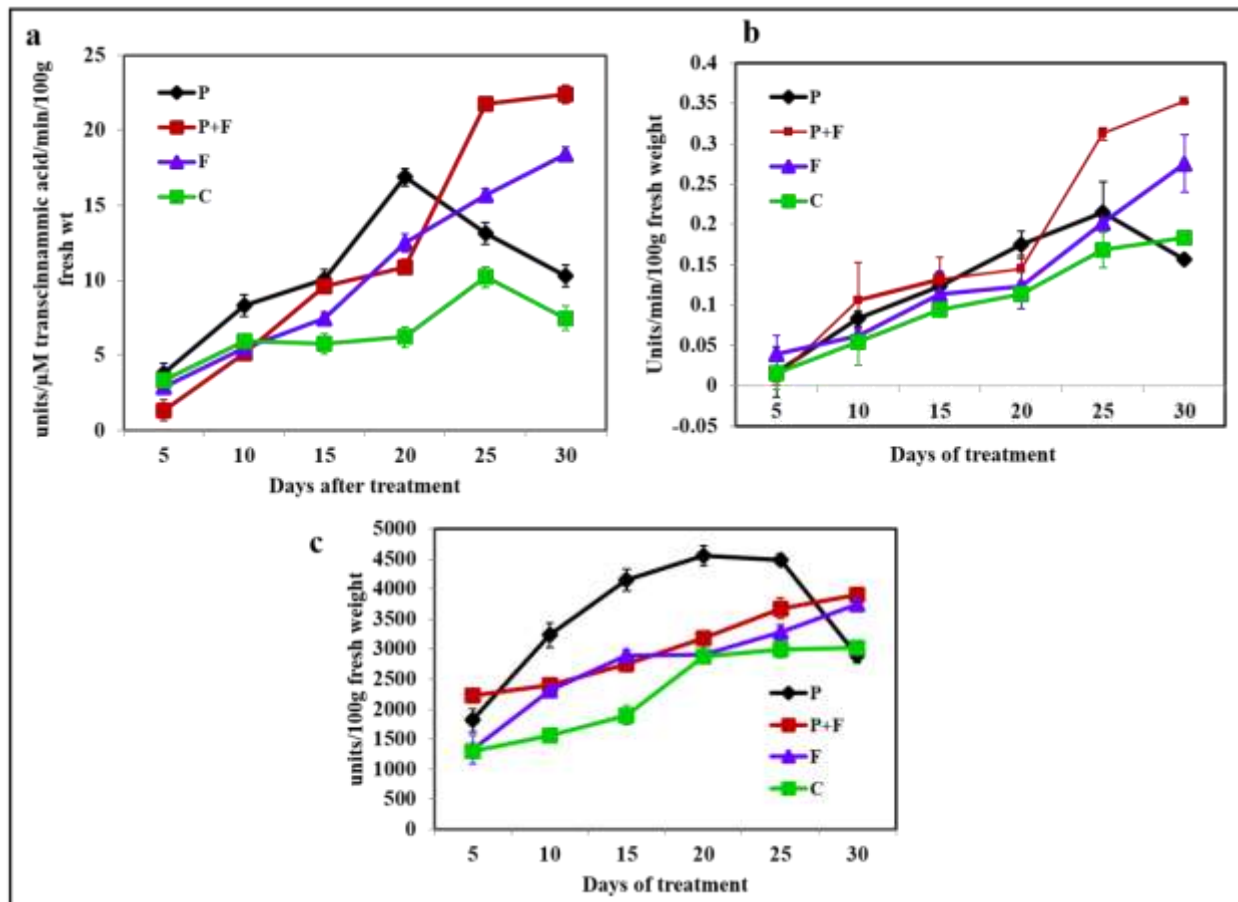 a
units/µM transcinnammic acid/min/100g
fresh wt
25
20
15
10
5
0
P
P+F
F
C
5 10 15 20 25 30
Days after treatment
b
Units/min/100g fresh weight
0.4
0.35
0.3
0.25
0.2
0.15
0.1
0.05
0
-0.05
P
P+F
F
C
5 10 15 20 25 30
Days of treatment
c
units/100g fresh weight
5000
4500
4000
3500
3000
2500
2000
1500
1000
500
0
P
P+F
F
C
5 10 15 20 25 30
Days of treatment